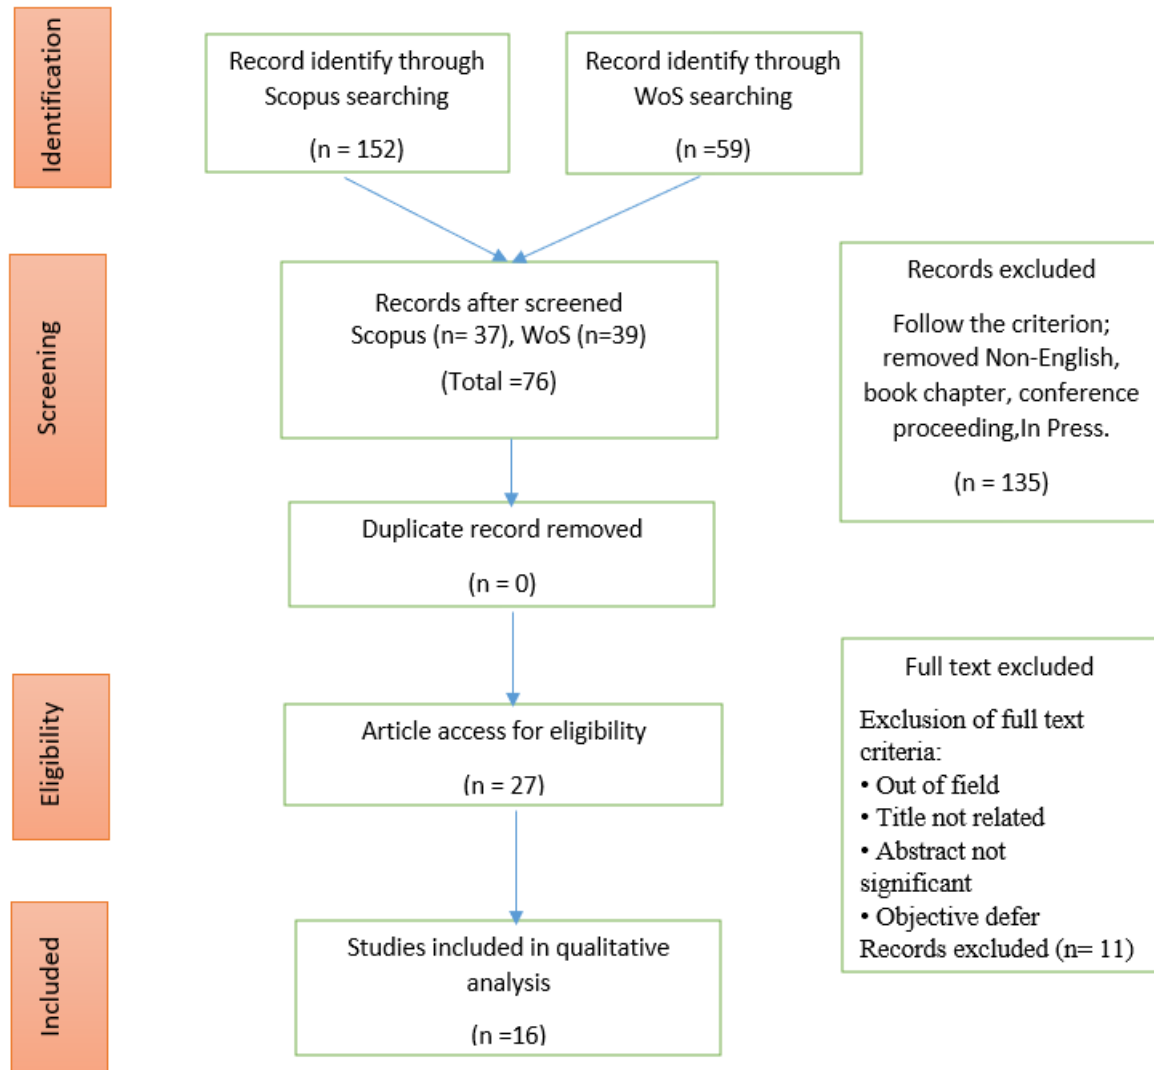 Identification
Record identify through
Scopus searching
(n = 152)
Record identify through
WoS searching
(n =59)
Screening
Records after screened
Scopus (n= 37), WoS (n=39)
(Total =76)
Records excluded
Follow the criterion;
removed Non-English,
book chapter, conference
proceeding,In Press.
(n = 135)
Duplicate record removed
(n = 0)
Eligibility
Article access for eligibility
(n = 27)
Full text excluded
Exclusion of full text
criteria:
• Out of field
• Title not related
• Abstract not
significant
• Objective defer
Records excluded (n= 11)
Included
Studies included in qualitative
analysis
(n =16)